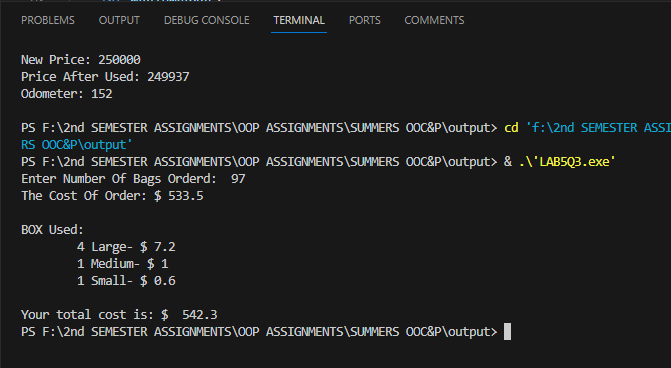 PROBLEMS OUTPUT DEBUG CONSOLE TERMINAL PORTS COMMENTS
New Price: 250000
Price After Used: 249937
Odometer: 152
PS F:\2nd SEMESTER ASSIGNMENTS\OOP ASSIGNMENTS\SUMMERS OOC&P\output> cd 'f:\2nd SEMESTER ASSI
RS OOC&P\output'
PS F:\2nd SEMESTER ASSIGNMENTS\OOP ASSIGNMENTS\SUMMERS OOC&P\output> & .\'LAB5Q3.exe'
Enter Number Of Bags Orderd:  97
The Cost Of Order: $ 533.5
BOX Used:
4 Large- $ 7.2
1 Medium- $ 1
1 Small- $ 0.6
Your total cost is: $  542.3
PS F:\2nd SEMESTER ASSIGNMENTS\OOP ASSIGNMENTS\SUMMERS OOC&P\output>